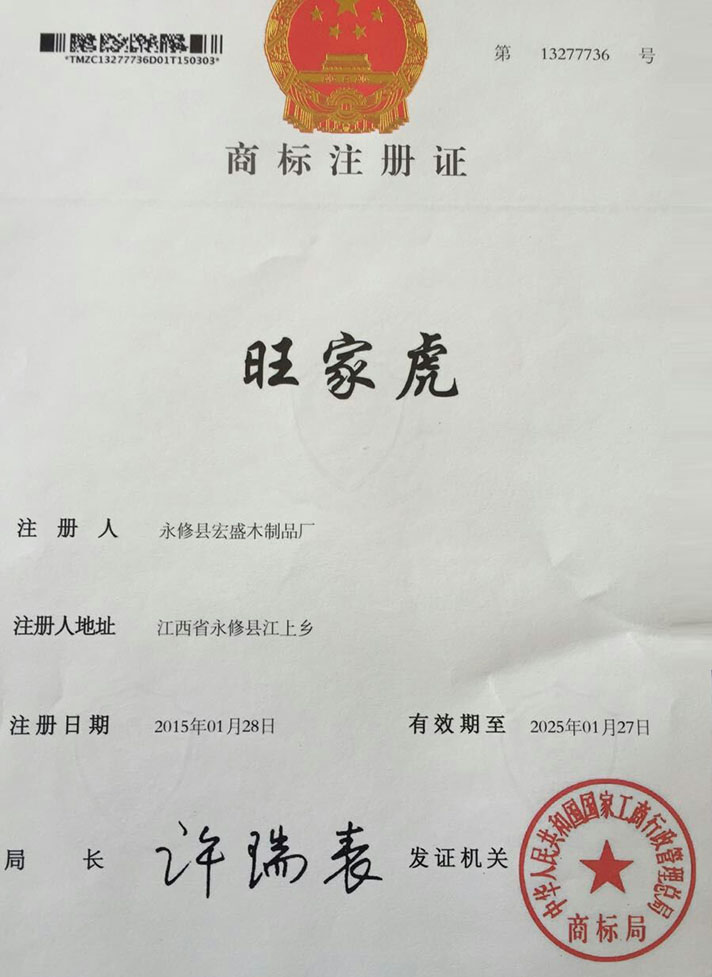 *TMZC13277736D01T150303*
第 13277736 号
商标注册证
旺家虎
注册人 永修县宏盛木制品厂
注册人地址 江西省永修县江上乡
注册日期 2015年01月28日 有效期至 2025年01月27日
局长 许瑞表 发证机关
中华人民共和国国家工商行政管理总局
商标局